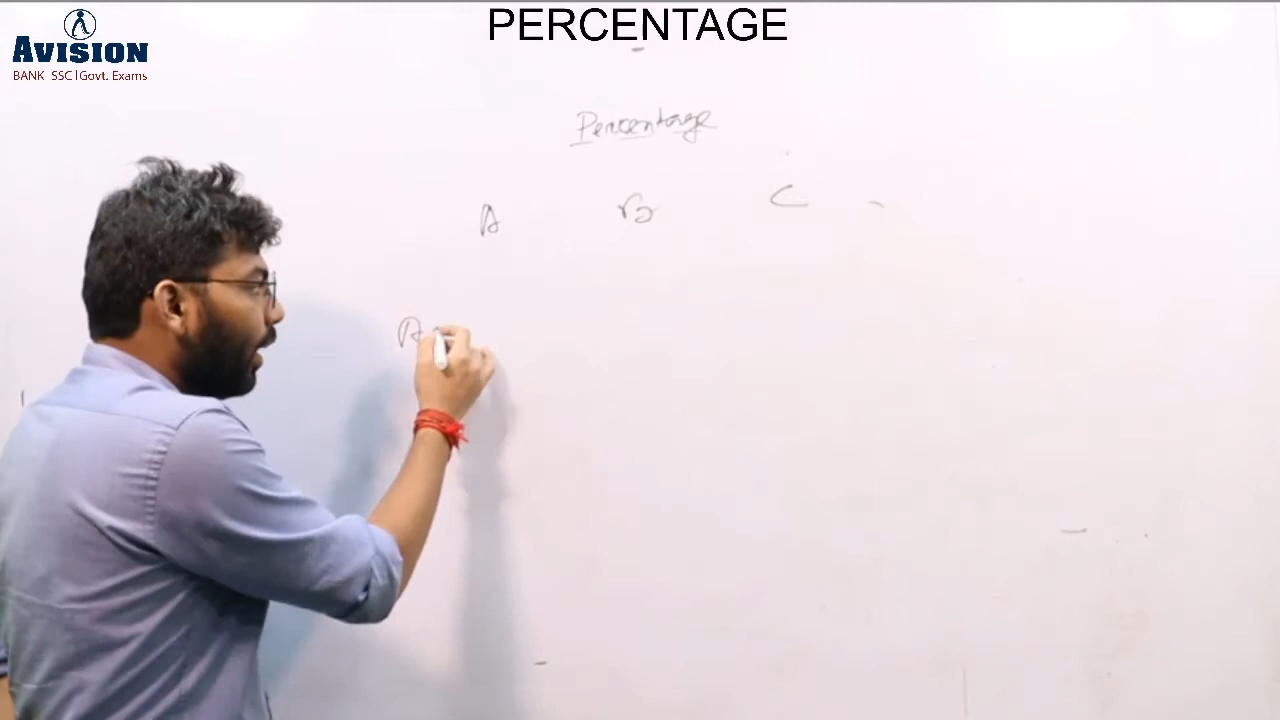 PERCENTAGE
AVISION
BANK SSC|Govt. Exams
Percentage
A B C
A